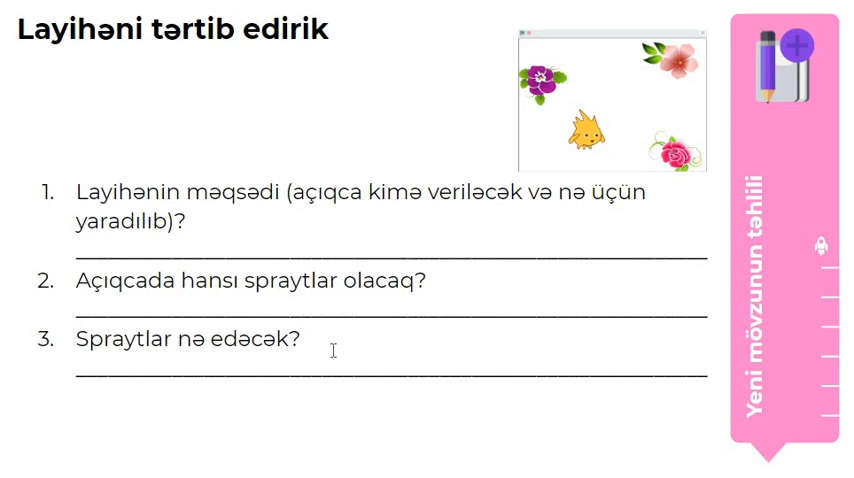 Layihəni tərtib edirik
1. Layihənin məqsədi (açıqca kimə veriləcək və nə üçün
yaradılıb)?
2. Açıqcada hansı spraytlar olacaq?
3. Spraytlar nə edəcək?
Yeni mövzunun təhlili